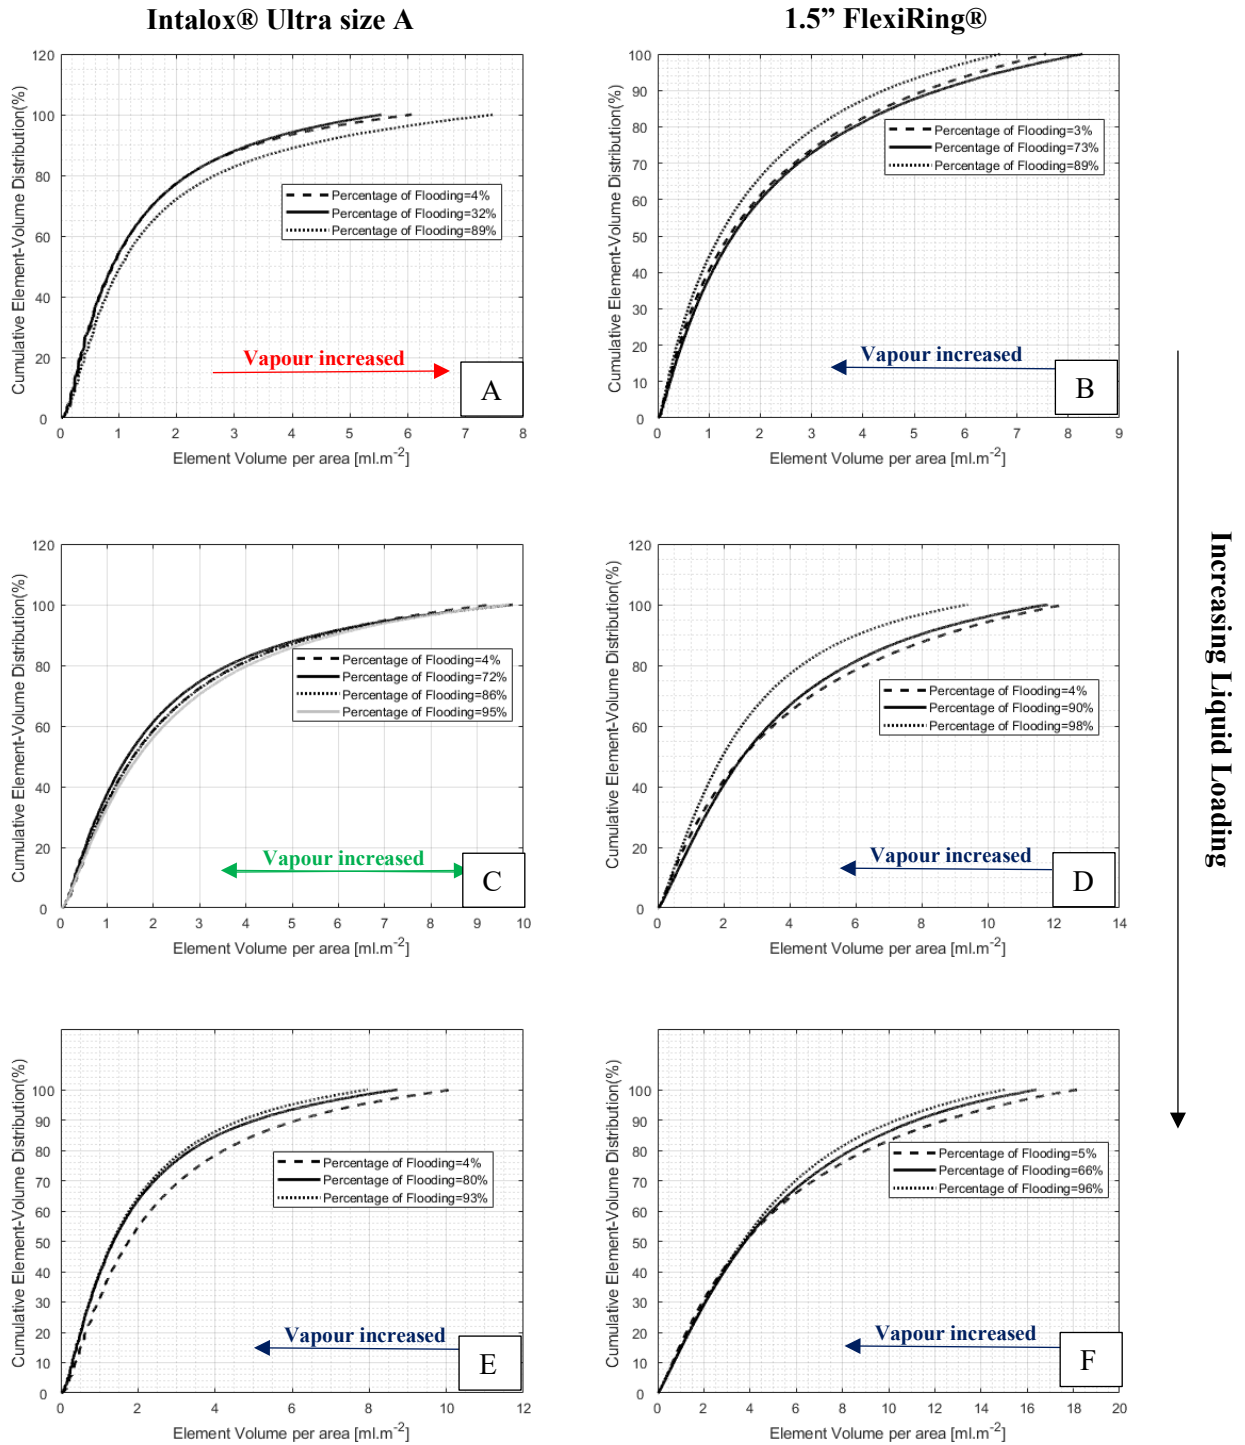 Intalox® Ultra size A
1.5” FlexiRing®
Cumulative Element-Volume Distribution(%)
120
100
80
60
40
20
0
Percentage of Flooding=4%
Percentage of Flooding=32%
Percentage of Flooding=89%
Vapour increased
A
0 1 2 3 4 5 6 7 8
Element Volume per area [ml.m-2]
Cumulative Element-Volume Distribution(%)
100
90
80
70
60
50
40
30
20
10
0
Percentage of Flooding=3%
Percentage of Flooding=73%
Percentage of Flooding=89%
Vapour increased
B
0 1 2 3 4 5 6 7 8 9
Element Volume per area [ml.m-2]
Cumulative Element-Volume Distribution(%)
120
100
80
60
40
20
0
Percentage of Flooding=4%
Percentage of Flooding=72%
Percentage of Flooding=86%
Percentage of Flooding=95%
Vapour increased
C
0 1 2 3 4 5 6 7 8 9 10
Element Volume per area [ml.m-2]
Cumulative Element-Volume Distribution(%)
120
100
80
60
40
20
0
Percentage of Flooding=4%
Percentage of Flooding=90%
Percentage of Flooding=98%
Vapour increased
D
0 2 4 6 8 10 12 14
Element Volume per area [ml.m-2]
Cumulative Element-Volume Distribution(%)
100
90
80
70
60
50
40
30
20
10
0
Percentage of Flooding=4%
Percentage of Flooding=80%
Percentage of Flooding=93%
Vapour increased
E
0 2 4 6 8 10 12
Element Volume per area [ml.m-2]
Cumulative Element-Volume Distribution(%)
100
90
80
70
60
50
40
30
20
10
0
Percentage of Flooding=5%
Percentage of Flooding=66%
Percentage of Flooding=96%
Vapour increased
F
0 2 4 6 8 10 12 14 16 18 20
Element Volume per area [ml.m-2]
Increasing Liquid Loading